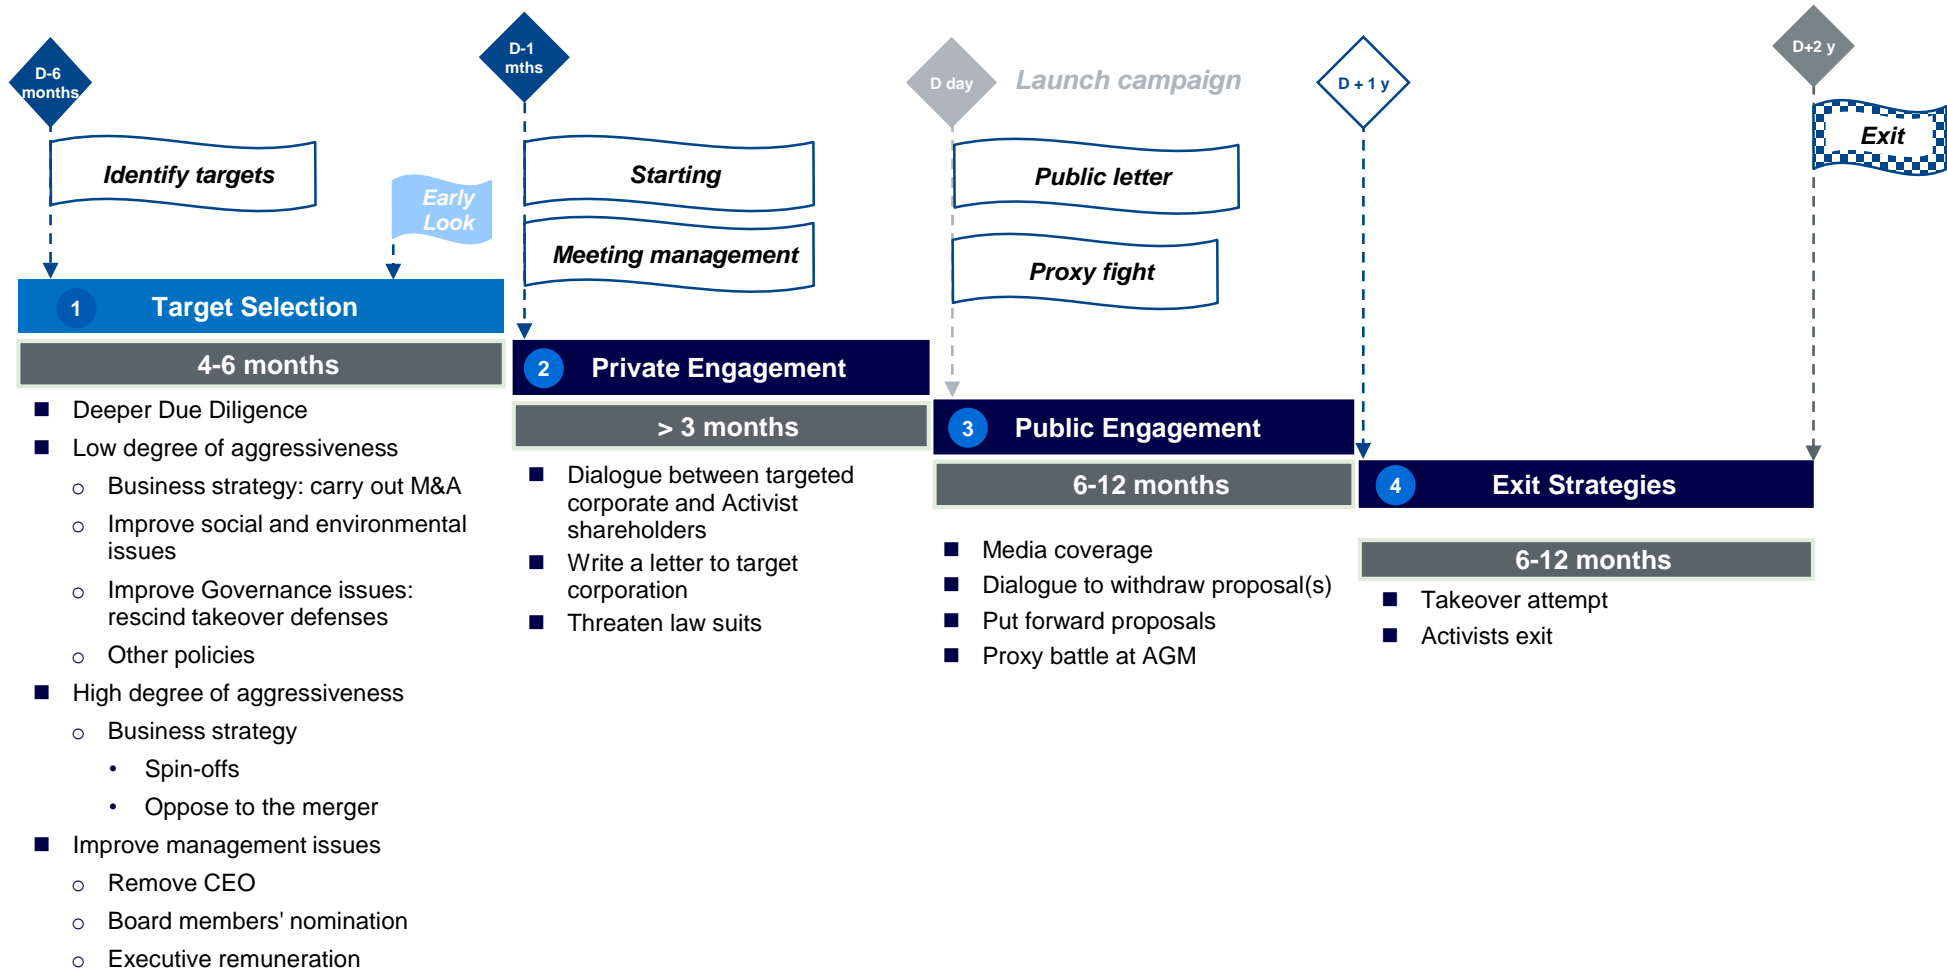 D-6
months
D-1
mths
D day
Launch campaign
D + 1 y
D+2 y
Identify targets
Early
Look
Starting
Meeting management
Public letter
Proxy fight
Exit
1 Target Selection
4-6 months
Deeper Due Diligence
Low degree of aggressiveness
Business strategy: carry out M&A
Improve social and environmental
issues
Improve Governance issues:
rescind takeover defenses
Other policies
High degree of aggressiveness
Business strategy
Spin-offs
Oppose to the merger
Improve management issues
Remove CEO
Board members' nomination
Executive remuneration
2 Private Engagement
> 3 months
Dialogue between targeted
corporate and Activist
shareholders
Write a letter to target
corporation
Threaten law suits
3 Public Engagement
6-12 months
Media coverage
Dialogue to withdraw proposal(s)
Put forward proposals
Proxy battle at AGM
4 Exit Strategies
6-12 months
Takeover attempt
Activists exit